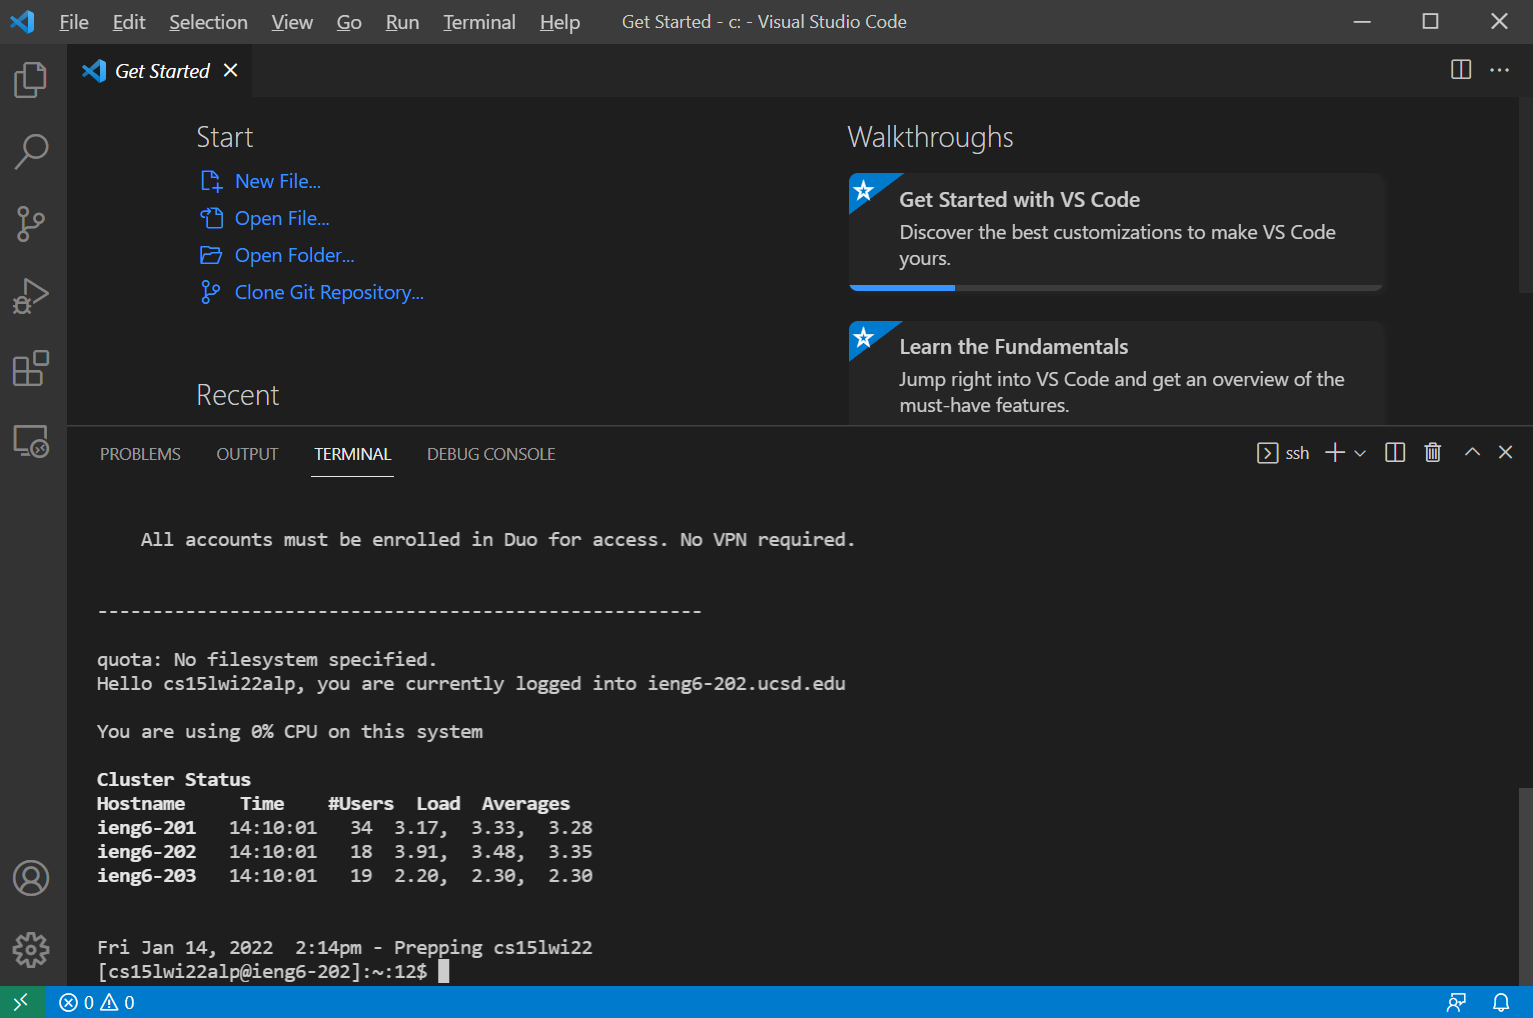 File Edit Selection View Go Run Terminal Help Get Started - c: - Visual Studio Code
Get Started
Start
New File...
Open File...
Open Folder...
Clone Git Repository...
Recent
Walkthroughs
Get Started with VS Code
Discover the best customizations to make VS Code
yours.
Learn the Fundamentals
Jump right into VS Code and get an overview of the
must-have features.
PROBLEMS OUTPUT TERMINAL DEBUG CONSOLE ssh
All accounts must be enrolled in Duo for access. No VPN required.
-------------------------------------------------------
quota: No filesystem specified.
Hello cs15lwi22alp, you are currently logged into ieng6-202.ucsd.edu
You are using 0% CPU on this system
Cluster Status
Hostname Time #Users Load Averages
ieng6-201 14:10:01 34 3.17, 3.33, 3.28
ieng6-202 14:10:01 18 3.91, 3.48, 3.35
ieng6-203 14:10:01 19 2.20, 2.30, 2.30
Fri Jan 14, 2022 2:14pm - Prepping cs15lwi22
[cs15lwi22alp@ieng6-202]:~:12$
0 0